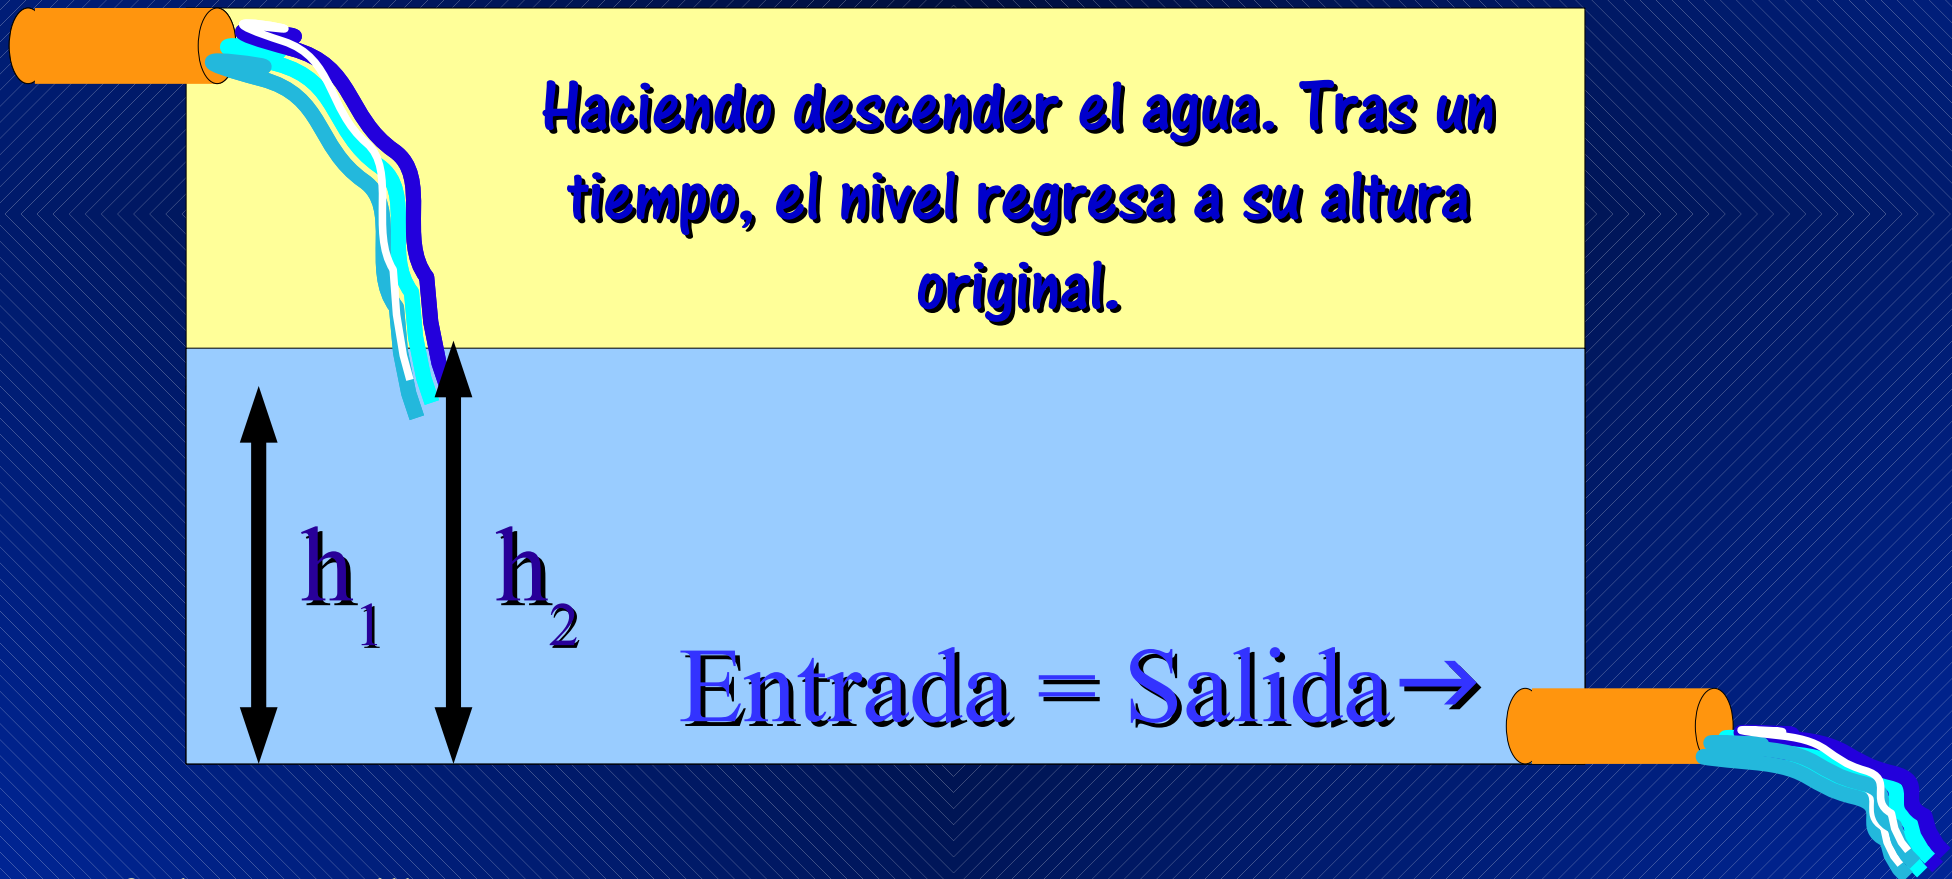 Haciendo descender el agua. Tras un
tiempo, el nivel regresa a su altura
original.
h1 h2
Entrada = Salida→